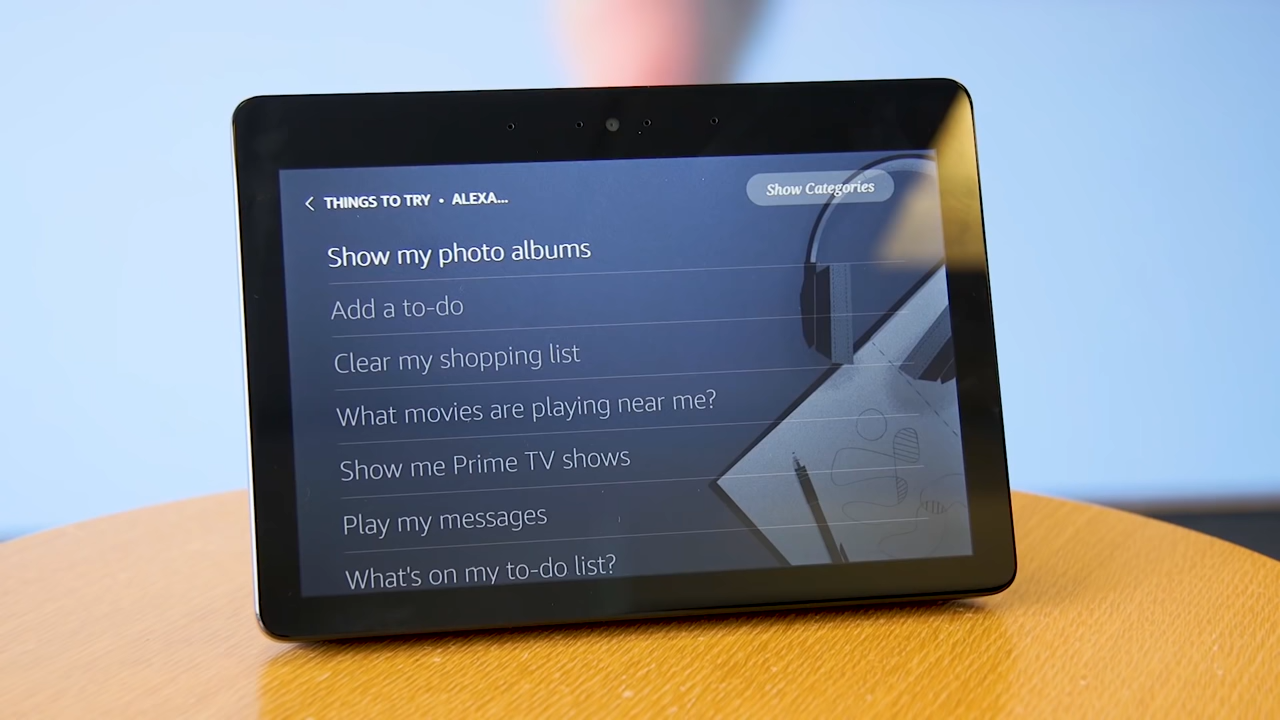 THINGS TO TRY • ALEXA...
Show Categories
Show my photo albums
Add a to-do
Clear my shopping list
What movies are playing near me?
Show me Prime TV shows
Play my messages
What's on my to-do list?